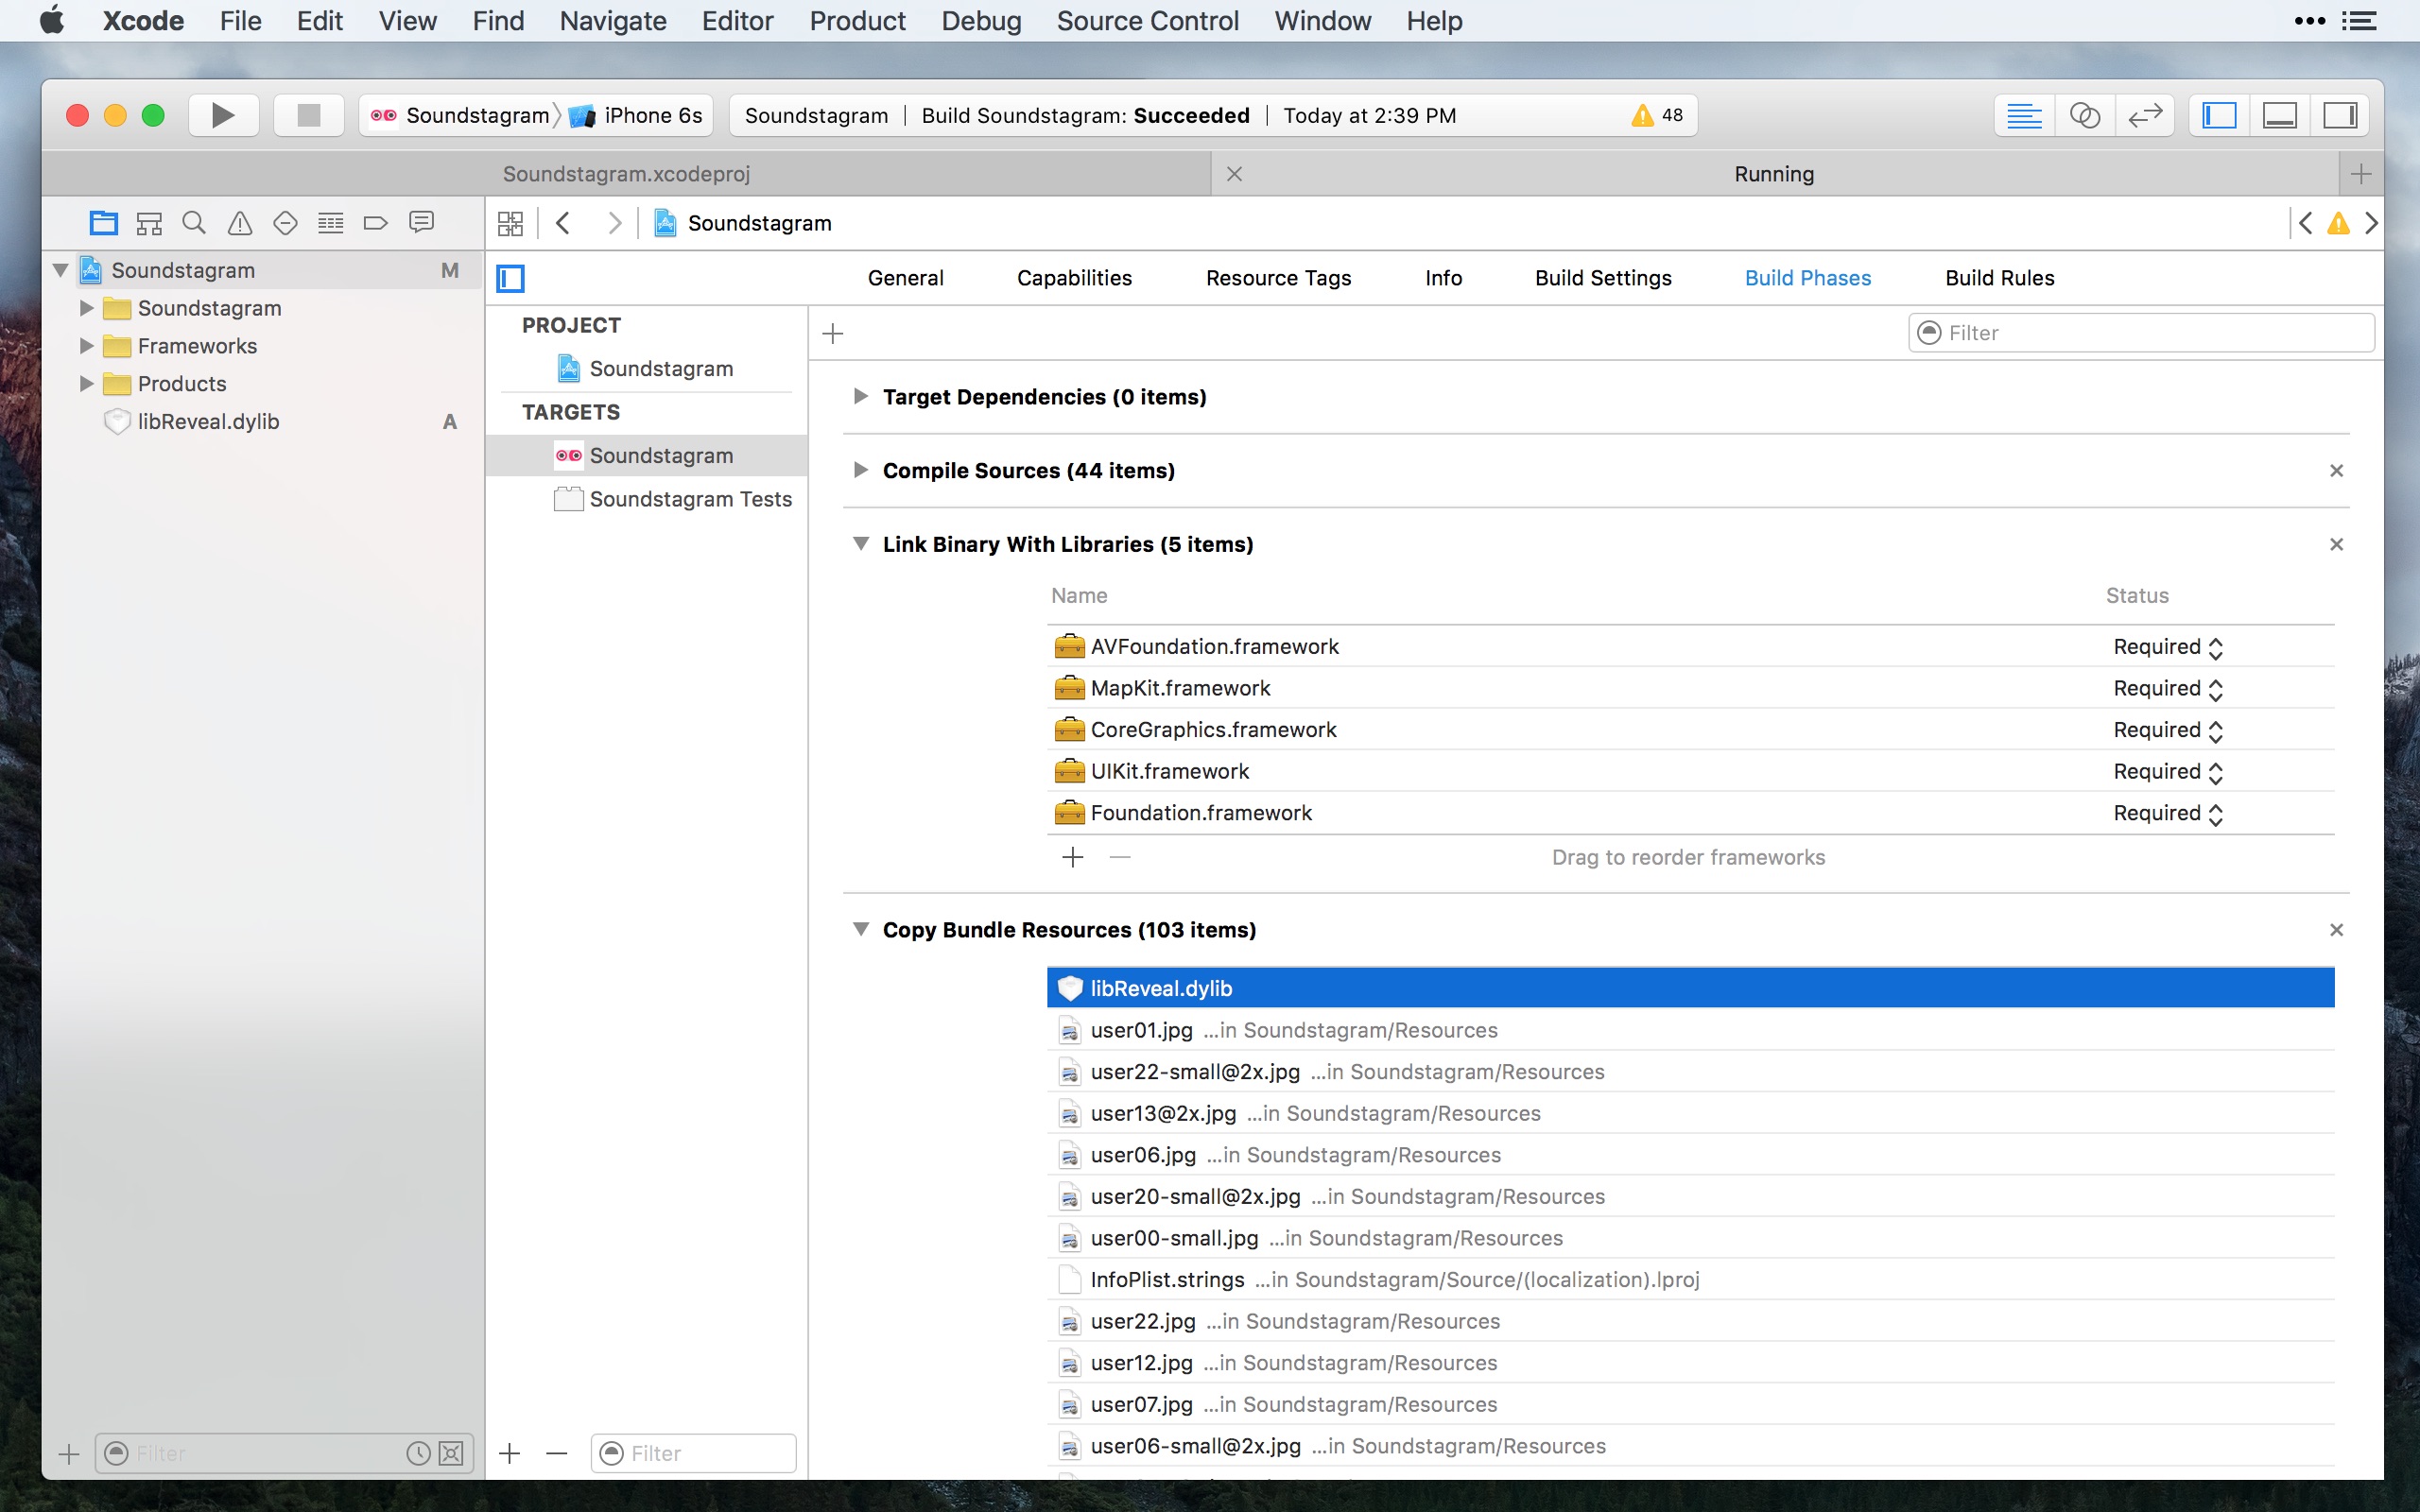 Xcode File Edit View Find Navigate Editor Product Debug Source Control Window Help
Soundstagram iPhone 6s
Soundstagram Build Soundstagram: Succeeded Today at 2:39 PM 48
Soundstagram.xcodeproj
Running
Soundstagram
Soundstagram M
Soundstagram
Frameworks
Products
libReveal.dylib A
Filter
General Capabilities Resource Tags Info Build Settings Build Phases Build Rules
PROJECT
Soundstagram
TARGETS
Soundstagram
Soundstagram Tests
Filter
Filter
Target Dependencies (0 items)
Compile Sources (44 items)
Link Binary With Libraries (5 items)
Name Status
AVFoundation.framework Required
MapKit.framework Required
CoreGraphics.framework Required
UIKit.framework Required
Foundation.framework Required
Drag to reorder frameworks
Copy Bundle Resources (103 items)
libReveal.dylib
user01.jpg ...in Soundstagram/Resources
user22-small@2x.jpg ...in Soundstagram/Resources
user13@2x.jpg ...in Soundstagram/Resources
user06.jpg ...in Soundstagram/Resources
user20-small@2x.jpg ...in Soundstagram/Resources
user00-small.jpg ...in Soundstagram/Resources
InfoPlist.strings ...in Soundstagram/Source/(localization).lproj
user22.jpg ...in Soundstagram/Resources
user12.jpg ...in Soundstagram/Resources
user07.jpg ...in Soundstagram/Resources
user06-small@2x.jpg ...in Soundstagram/Resources